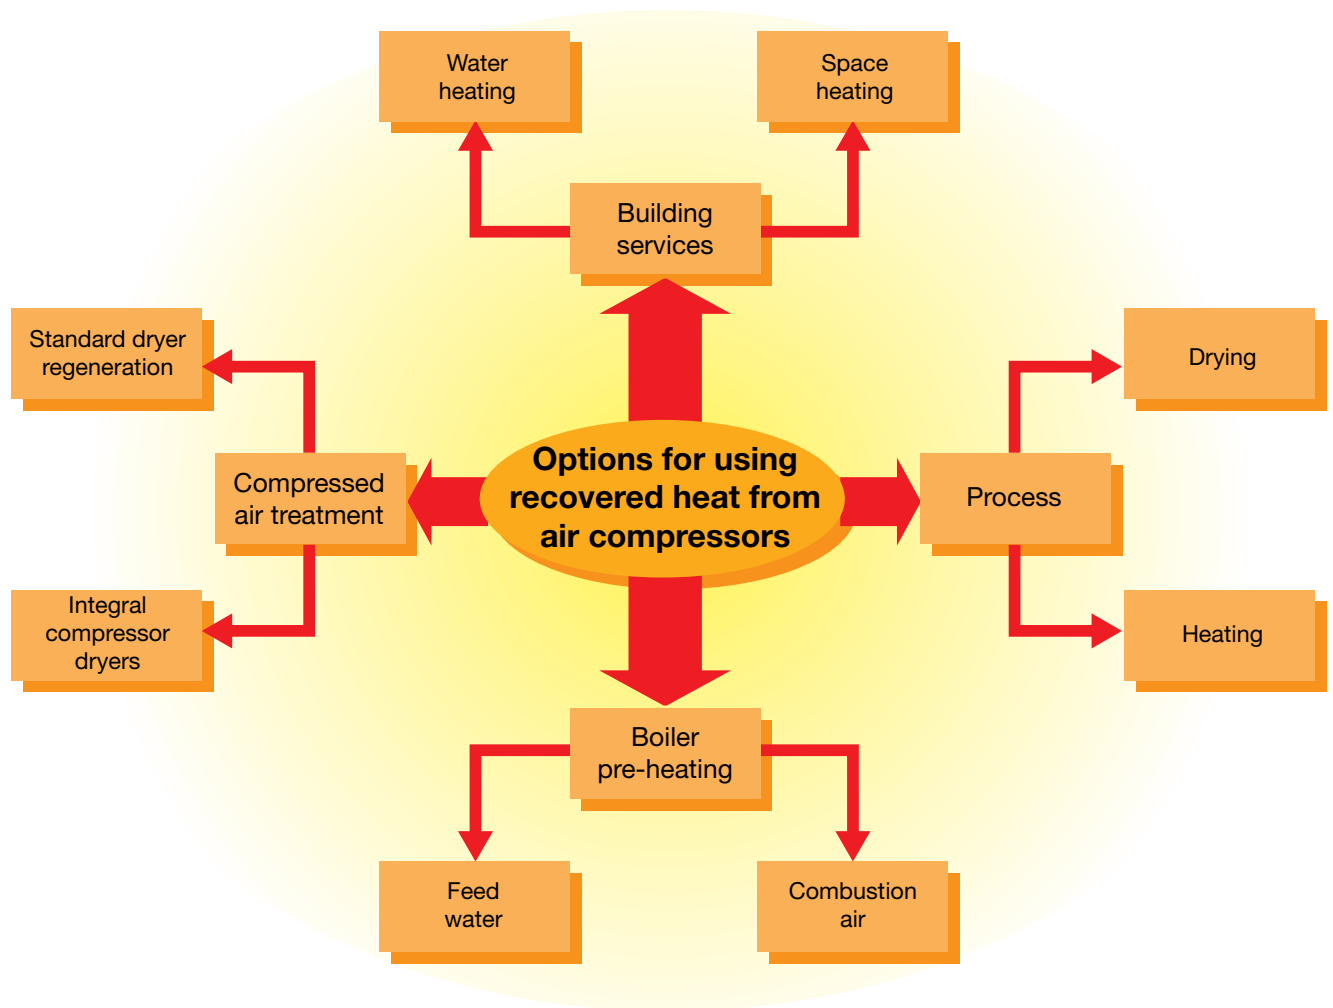 Water
heating
Space
heating
Building
services
Standard dryer
regeneration
Drying
Compressed
air treatment
Options for using
recovered heat from
air compressors
Process
Integral
compressor
dryers
Heating
Boiler
pre-heating
Feed
water
Combustion
air